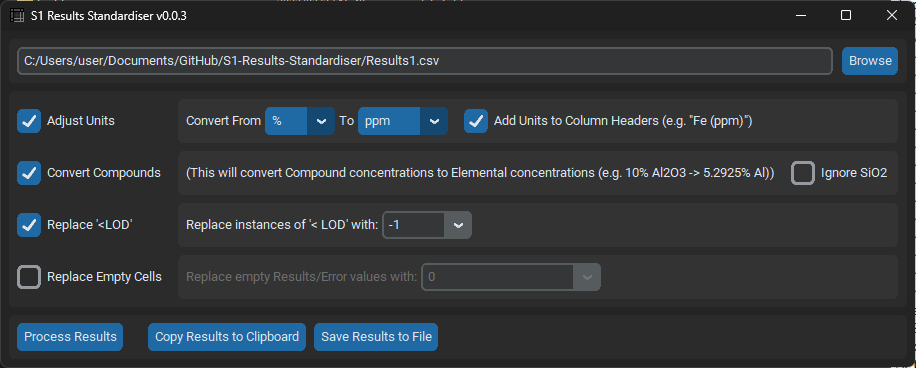 S1 Results Standardiser v0.0.3
C:/Users/user/Documents/GitHub/S1-Results-Standardiser/Results1.csv Browse
Adjust Units Convert From % To ppm Add Units to Column Headers (e.g. "Fe (ppm)")
Convert Compounds (This will convert Compound concentrations to Elemental concentrations (e.g. 10% Al2O3 -> 5.2925% Al)) Ignore SiO2
Replace '<LOD' Replace instances of '< LOD' with: -1
Replace Empty Cells Replace empty Results/Error values with: 0
Process Results Copy Results to Clipboard Save Results to File